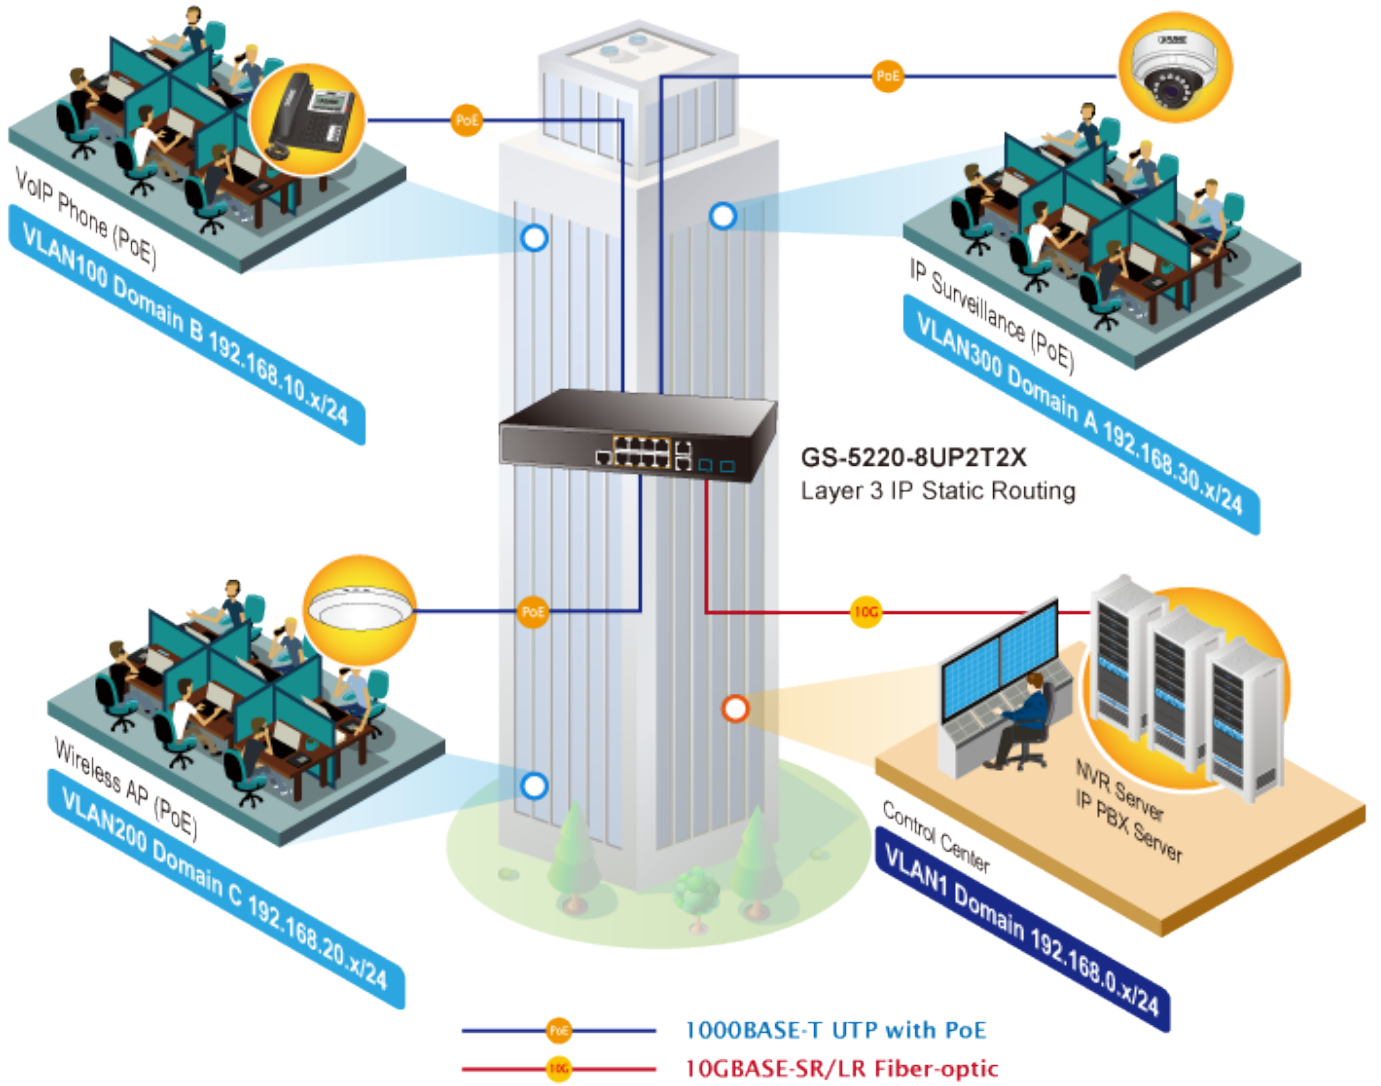 PoE
PoE
PLANET
VoIP Phone (PoE)
VLAN100 Domain B 192.168.10.x/24
IP Surveillance (PoE)
VLAN300 Domain A 192.168.30.x/24
GS-5220-8UP2T2X
Layer 3 IP Static Routing
PoE
10G
Wireless AP (PoE)
VLAN200 Domain C 192.168.20.x/24
NVR Server
IP PBX Server
Control Center
VLAN1 Domain 192.168.0.x/24
PoE
1000BASE-T UTP with PoE
10G
10GBASE-SR/LR Fiber-optic